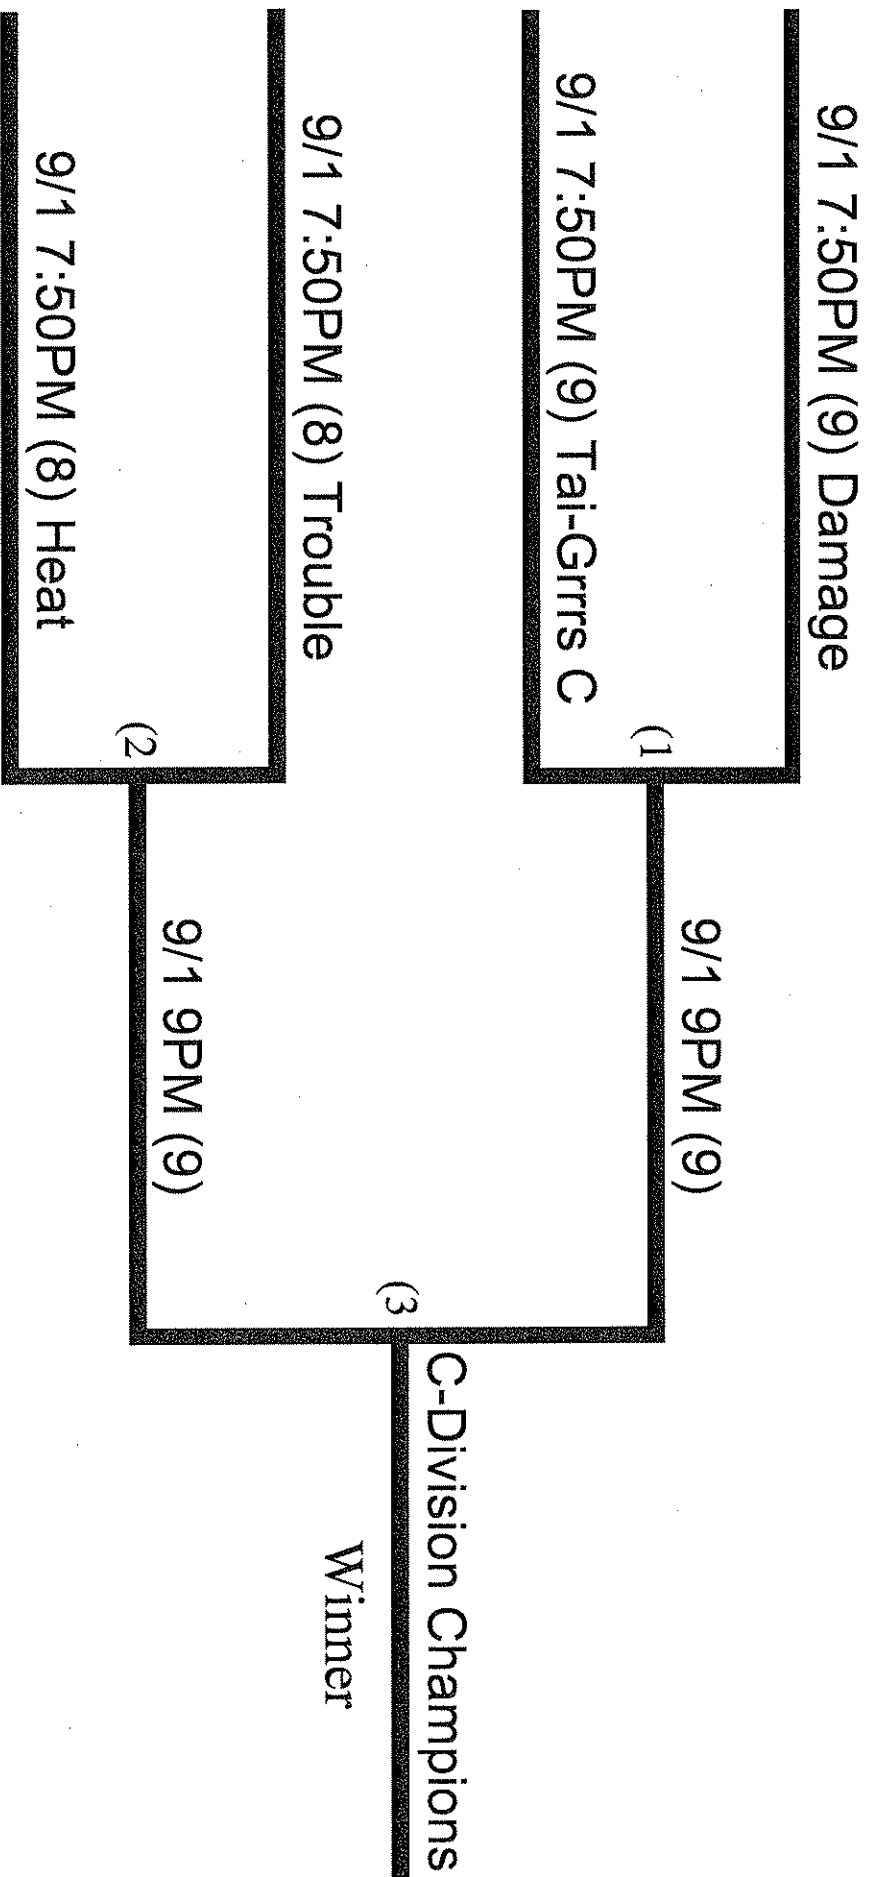 9/1 7:50PM (9) Damage
(1
9/1 7:50PM (9) Tai-Grrrs C
9/1 9PM (9)
(3
C-Division Champions
Winner
9/1 7:50PM (8) Trouble
(2
9/1 9PM (9)
9/1 7:50PM (8) Heat